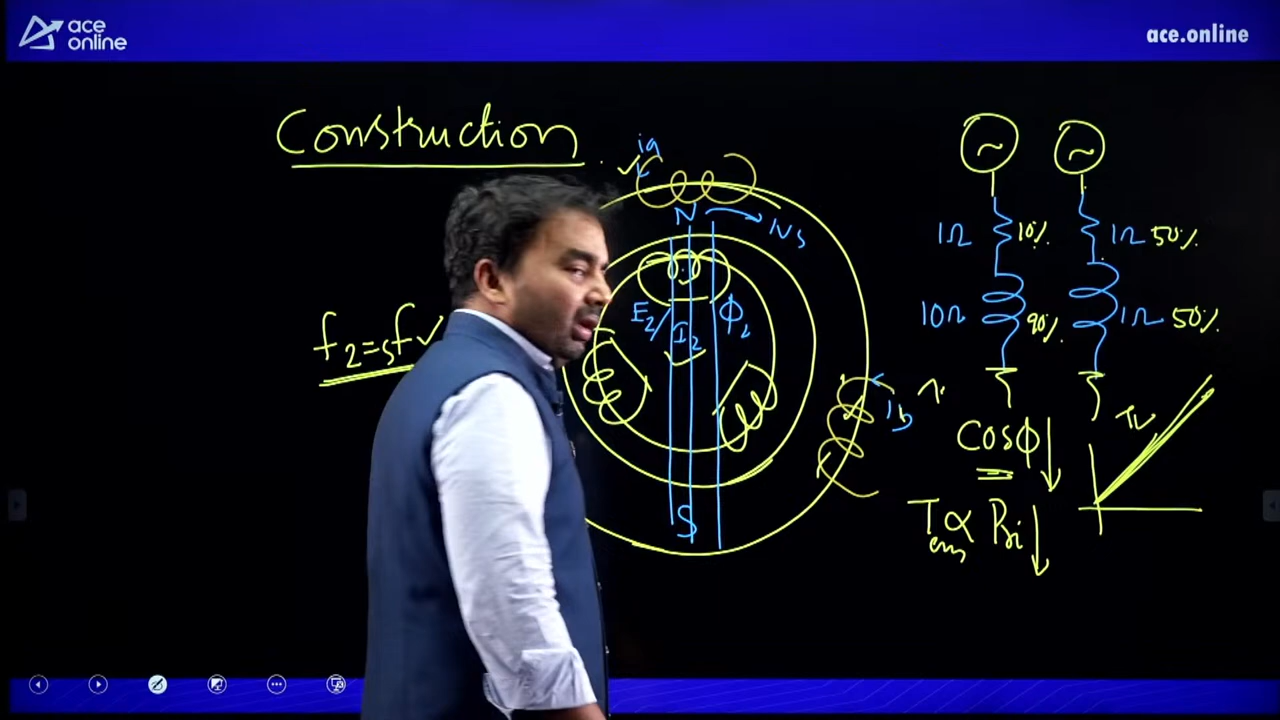 ace
online
ace.online
Construction
ia
N
Ns
E2
I2
φ2
f2=sf✓
S
Ib
1Ω 10%
10Ω 90%
1Ω 50%
1Ω 50%
cosφ↓
Tem ∝ Pri↓